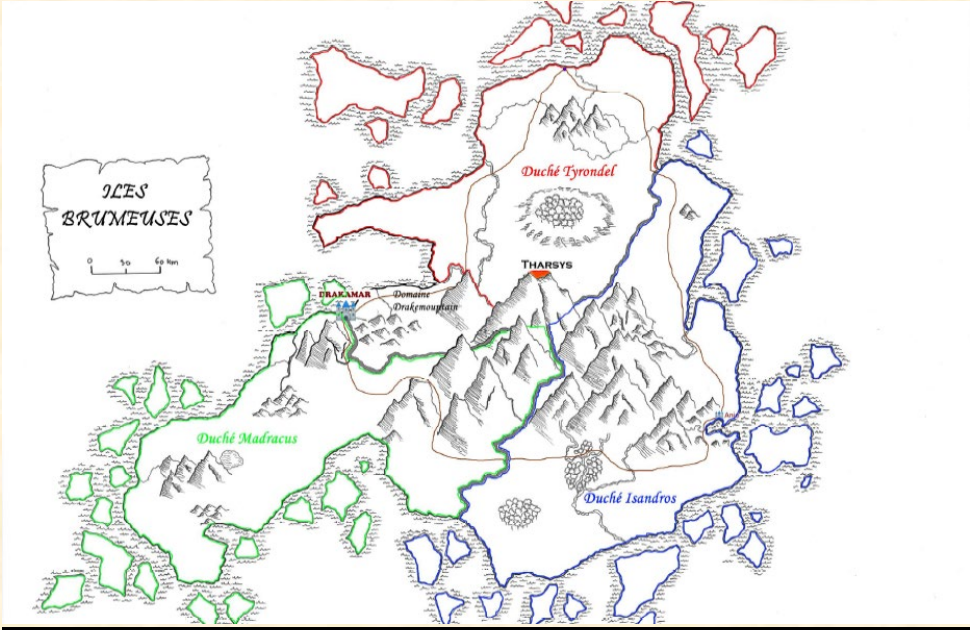 ILES
BRUMEUSES
0 30 60 km
Duché Tyrondel
THARSYS
DRAKAMAR
Domaine
Drakemountain
Duché Madracus
Duché Isandros